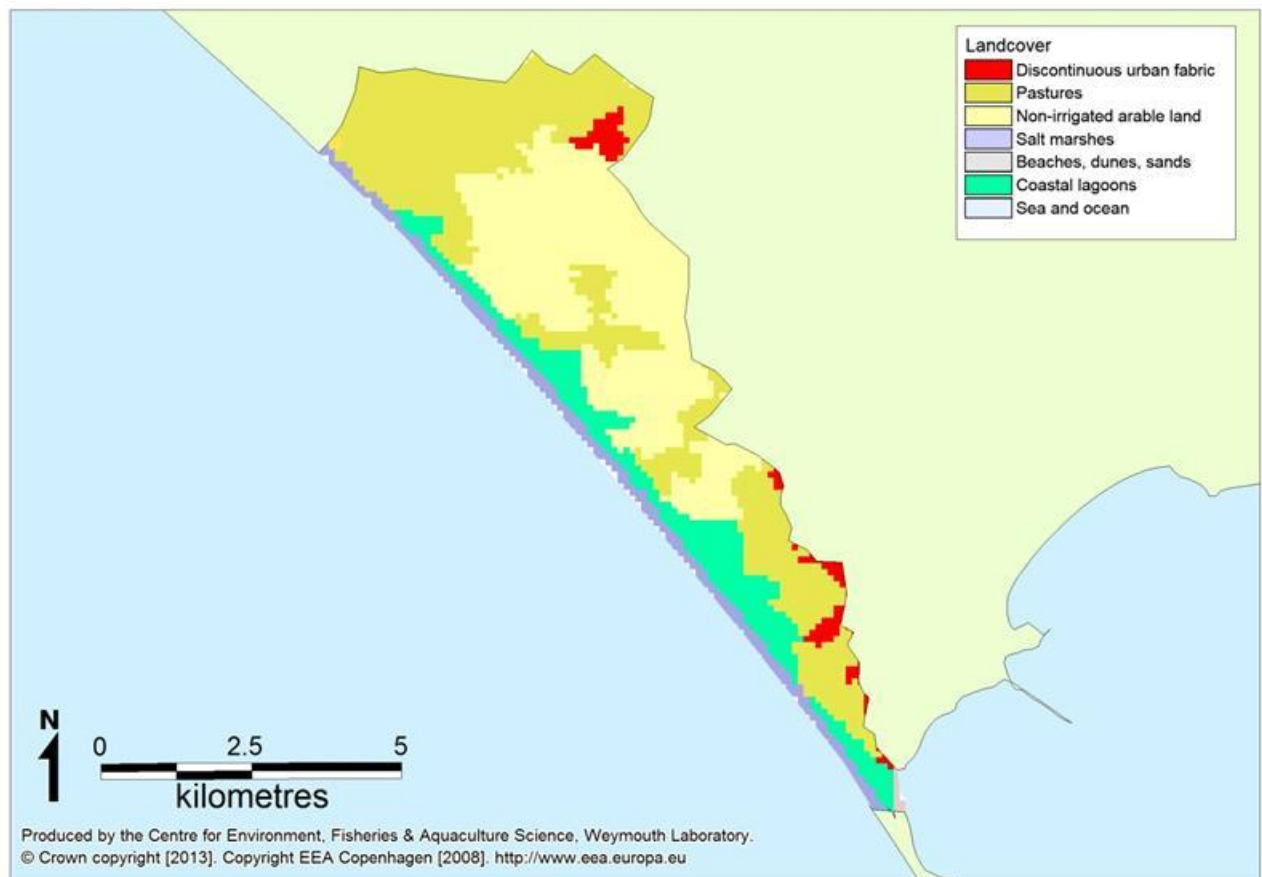 Landcover
Discontinuous urban fabric
Pastures
Non-irrigated arable land
Salt marshes
Beaches, dunes, sands
Coastal lagoons
Sea and ocean
N
0 2.5 5
kilometres
Produced by the Centre for Environment, Fisheries & Aquaculture Science, Weymouth Laboratory.
© Crown copyright [2013]. Copyright EEA Copenhagen [2008]. http://www.eea.europa.eu